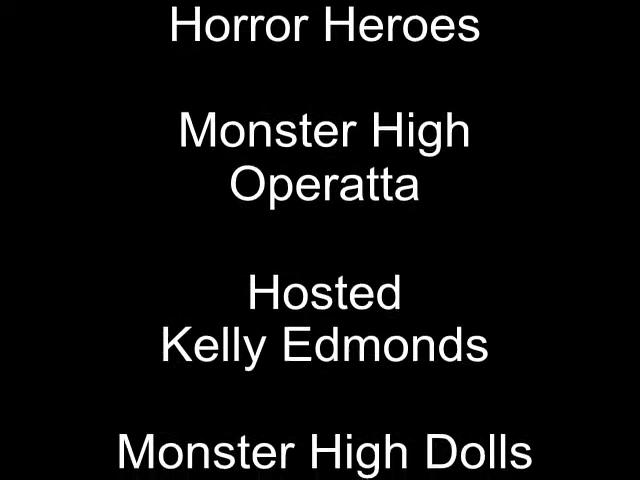 Horror Heroes
Monster High
Operatta
Hosted
Kelly Edmonds
Monster High Dolls